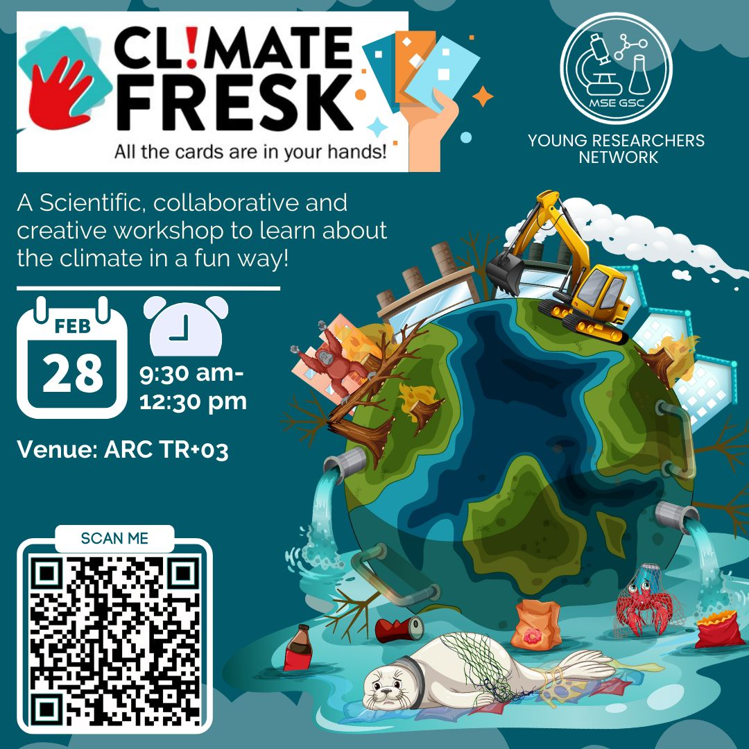 CL!MATE
FRESK
All the cards are in your hands!
MSE GSC
YOUNG RESEARCHERS
NETWORK
A Scientific, collaborative and
creative workshop to learn about
the climate in a fun way!
FEB
28
9:30 am-
12:30 pm
Venue: ARC TR+03
SCAN ME